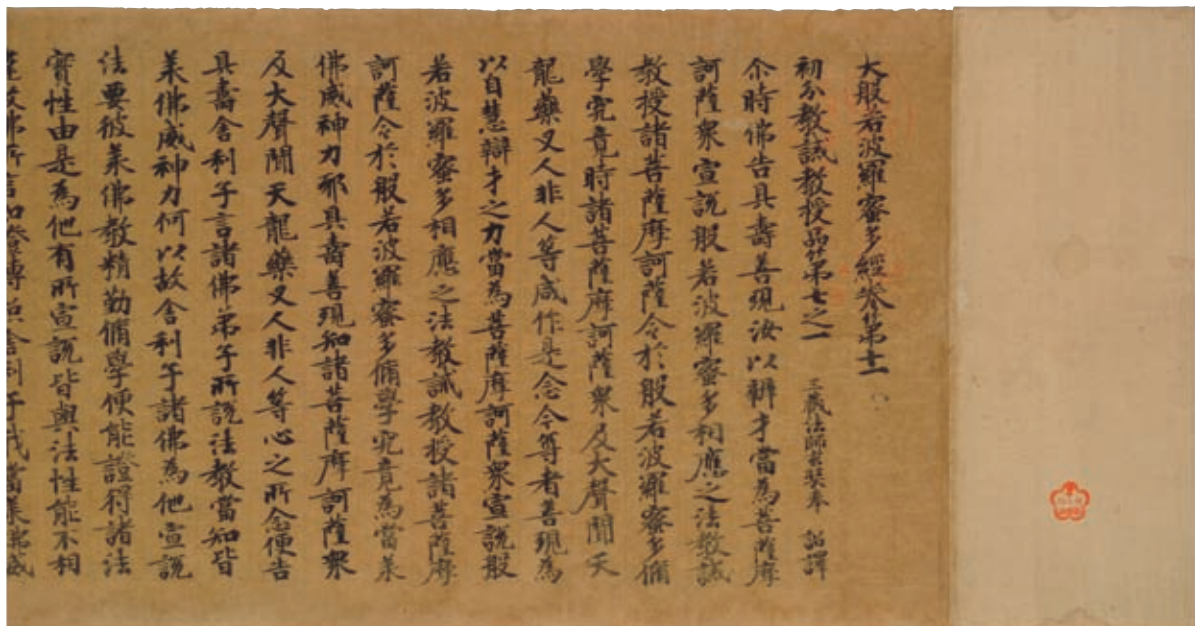 大般若波羅蜜多經卷第十一
初分教誡教授品第七之一 三藏法師玄奘奉 詔譯
尒時佛告具壽善現汝以辯才當為菩薩摩
訶薩衆宣說般若波羅蜜多相應之法教誡
教授諸菩薩摩訶薩令於般若波羅蜜多脩
學究竟時諸菩薩摩訶薩衆及大聲聞天
龍藥叉人非人等咸作是念今尊者善現為
以自慧辯才之力當為菩薩摩訶薩衆宣說般
若波羅蜜多相應之法教誡教授諸菩薩摩
訶薩令於般若波羅蜜多脩學究竟為當承
佛威神力邪具壽善現知諸菩薩摩訶薩衆
及大聲聞天龍藥叉人非人等心之所念便告
具壽舍利子言諸佛弟子所說法教當知皆
承佛威神力何以故舍利子諸佛為他宣說
法要彼承佛教精勤脩學便能證得諸法
實性由是為他有所宣說皆與法性能不相